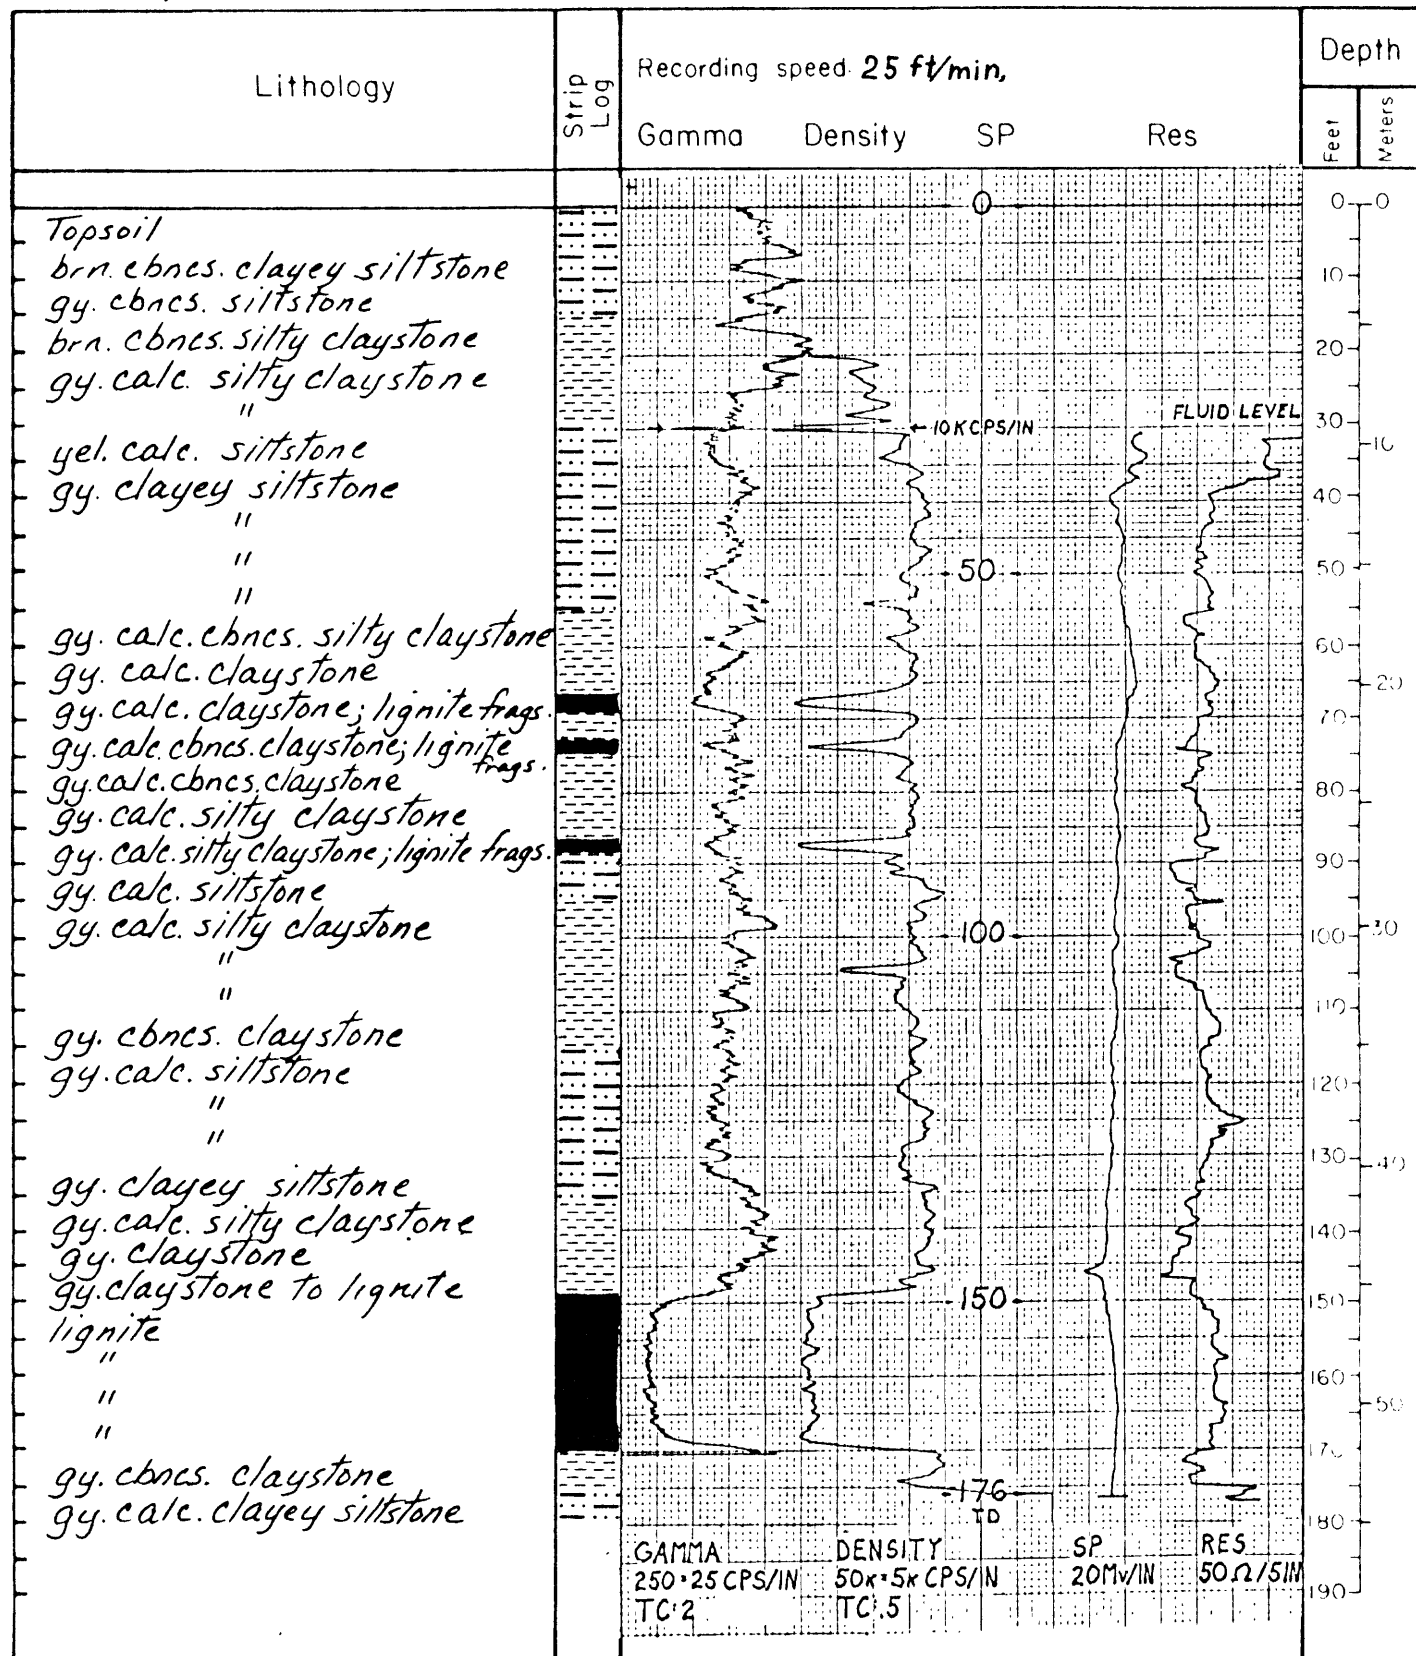 Lithology
Strip Log
Recording speed 25 ft/min.
Gamma Density SP Res
Depth
Feet
Meters
Topsoil
brn. cbncs. clayey siltstone
gy. cbncs. siltstone
brn. cbncs. silty claystone
gy. calc. silty claystone
"
yel. calc. siltstone
gy. clayey siltstone
"
"
"
gy. calc. cbncs. silty claystone
gy. calc. claystone
gy. calc. claystone; lignite frags.
gy. calc. cbncs. claystone; lignite
frags.
gy. calc. cbncs. claystone
gy. calc. silty claystone
gy. calc. silty claystone; lignite frags.
gy. calc. siltstone
gy. calc. silty claystone
"
"
gy. cbncs. claystone
gy. calc. siltstone
"
"
gy. clayey siltstone
gy. calc. silty claystone
gy. claystone
gy. claystone to lignite
lignite
"
"
"
gy. cbncs. claystone
gy. calc. clayey siltstone
0
FLUID LEVEL
10K CPS/IN
50
100
150
176
TD
GAMMA
250·25 CPS/IN
TC·2
DENSITY
50K·5K CPS/IN
TC·.5
SP
20MV/IN
RES
50Ω/5IN
0
10
20
30
40
50
60
70
80
90
100
110
120
130
140
150
160
170
180
190
0
10
20
30
40
50